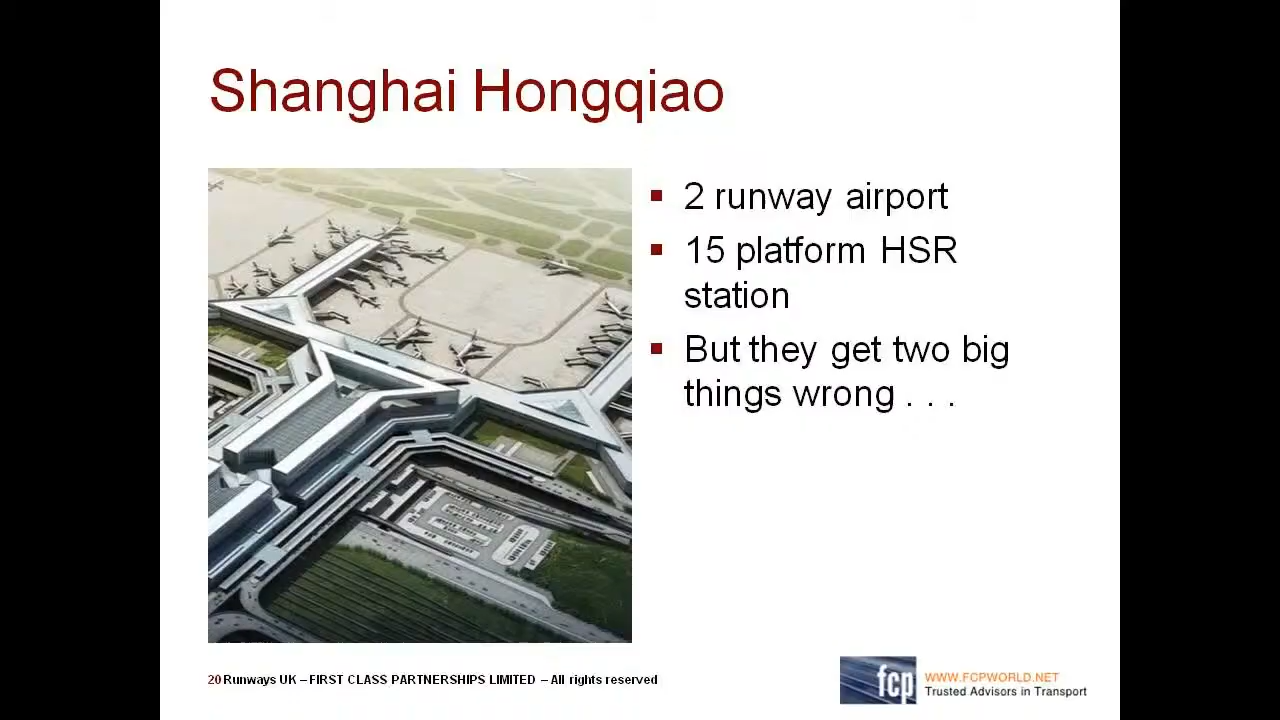 Shanghai Hongqiao
▪ 2 runway airport
▪ 15 platform HSR
station
▪ But they get two big
things wrong . . .
20 Runways UK – FIRST CLASS PARTNERSHIPS LIMITED – All rights reserved
fcp
WWW.FCPWORLD.NET
Trusted Advisors in Transport